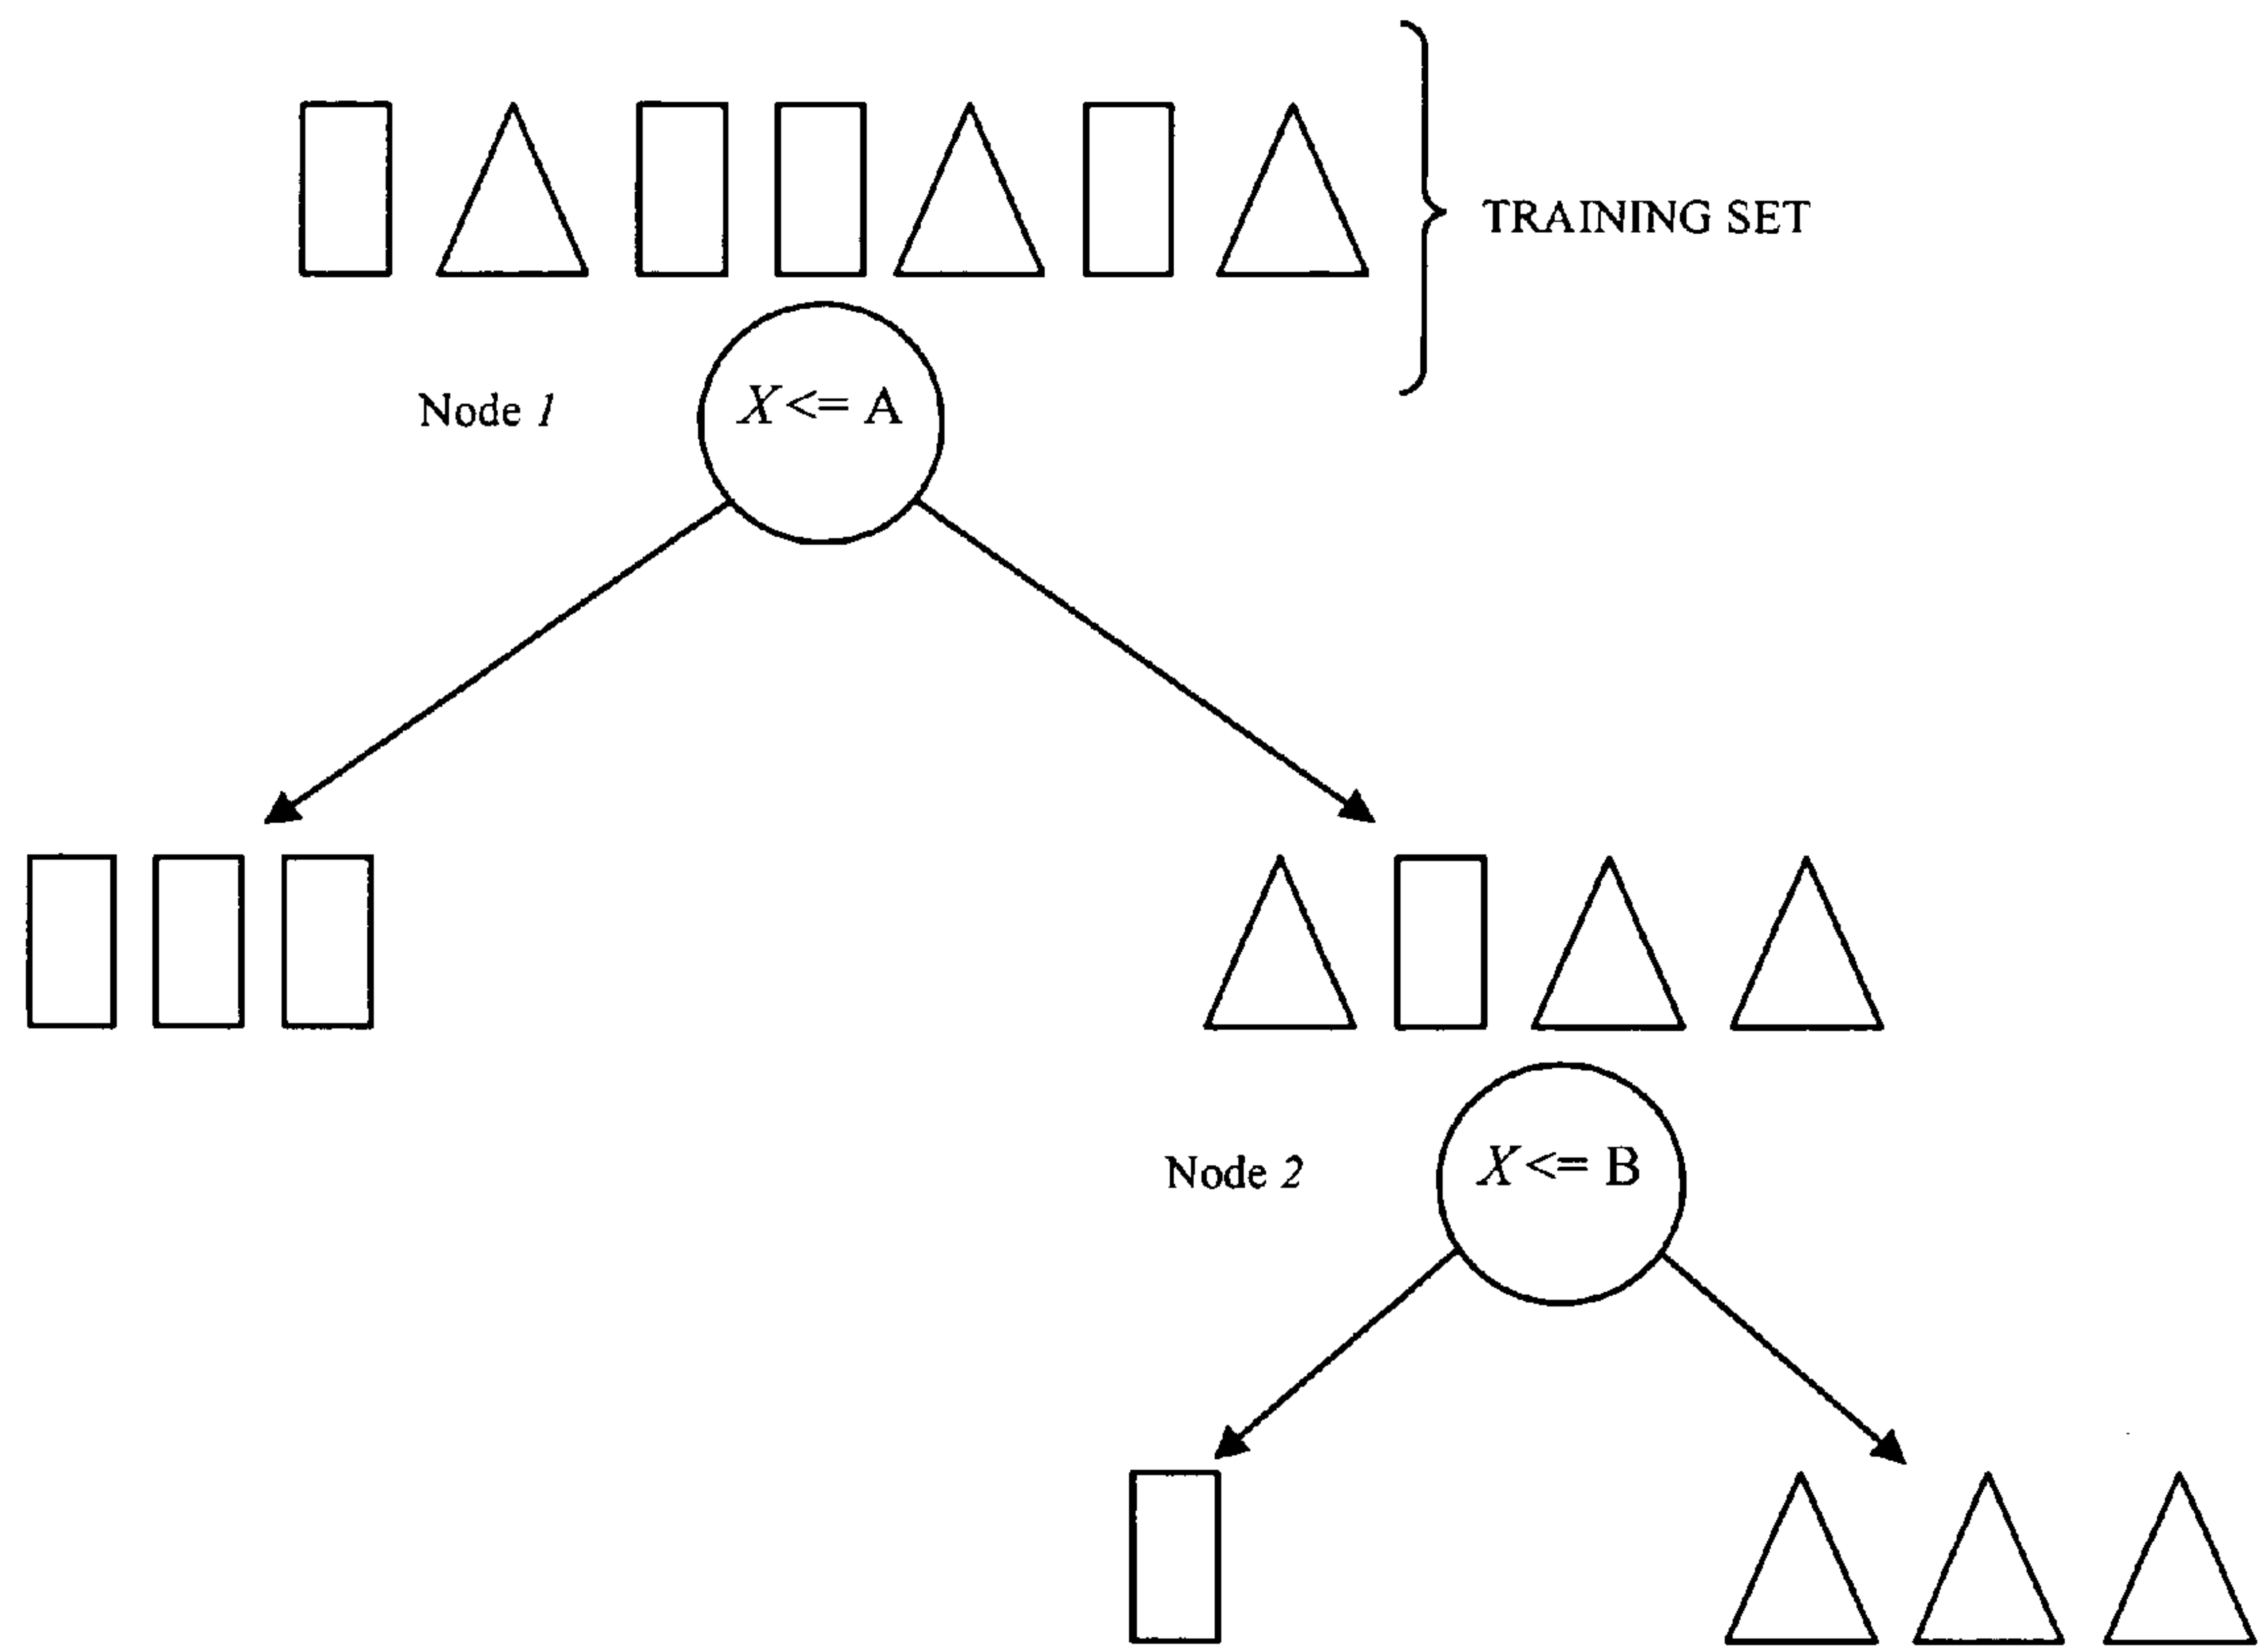 TRAINING SET
Node 1
X <= A
Node 2
X <= B